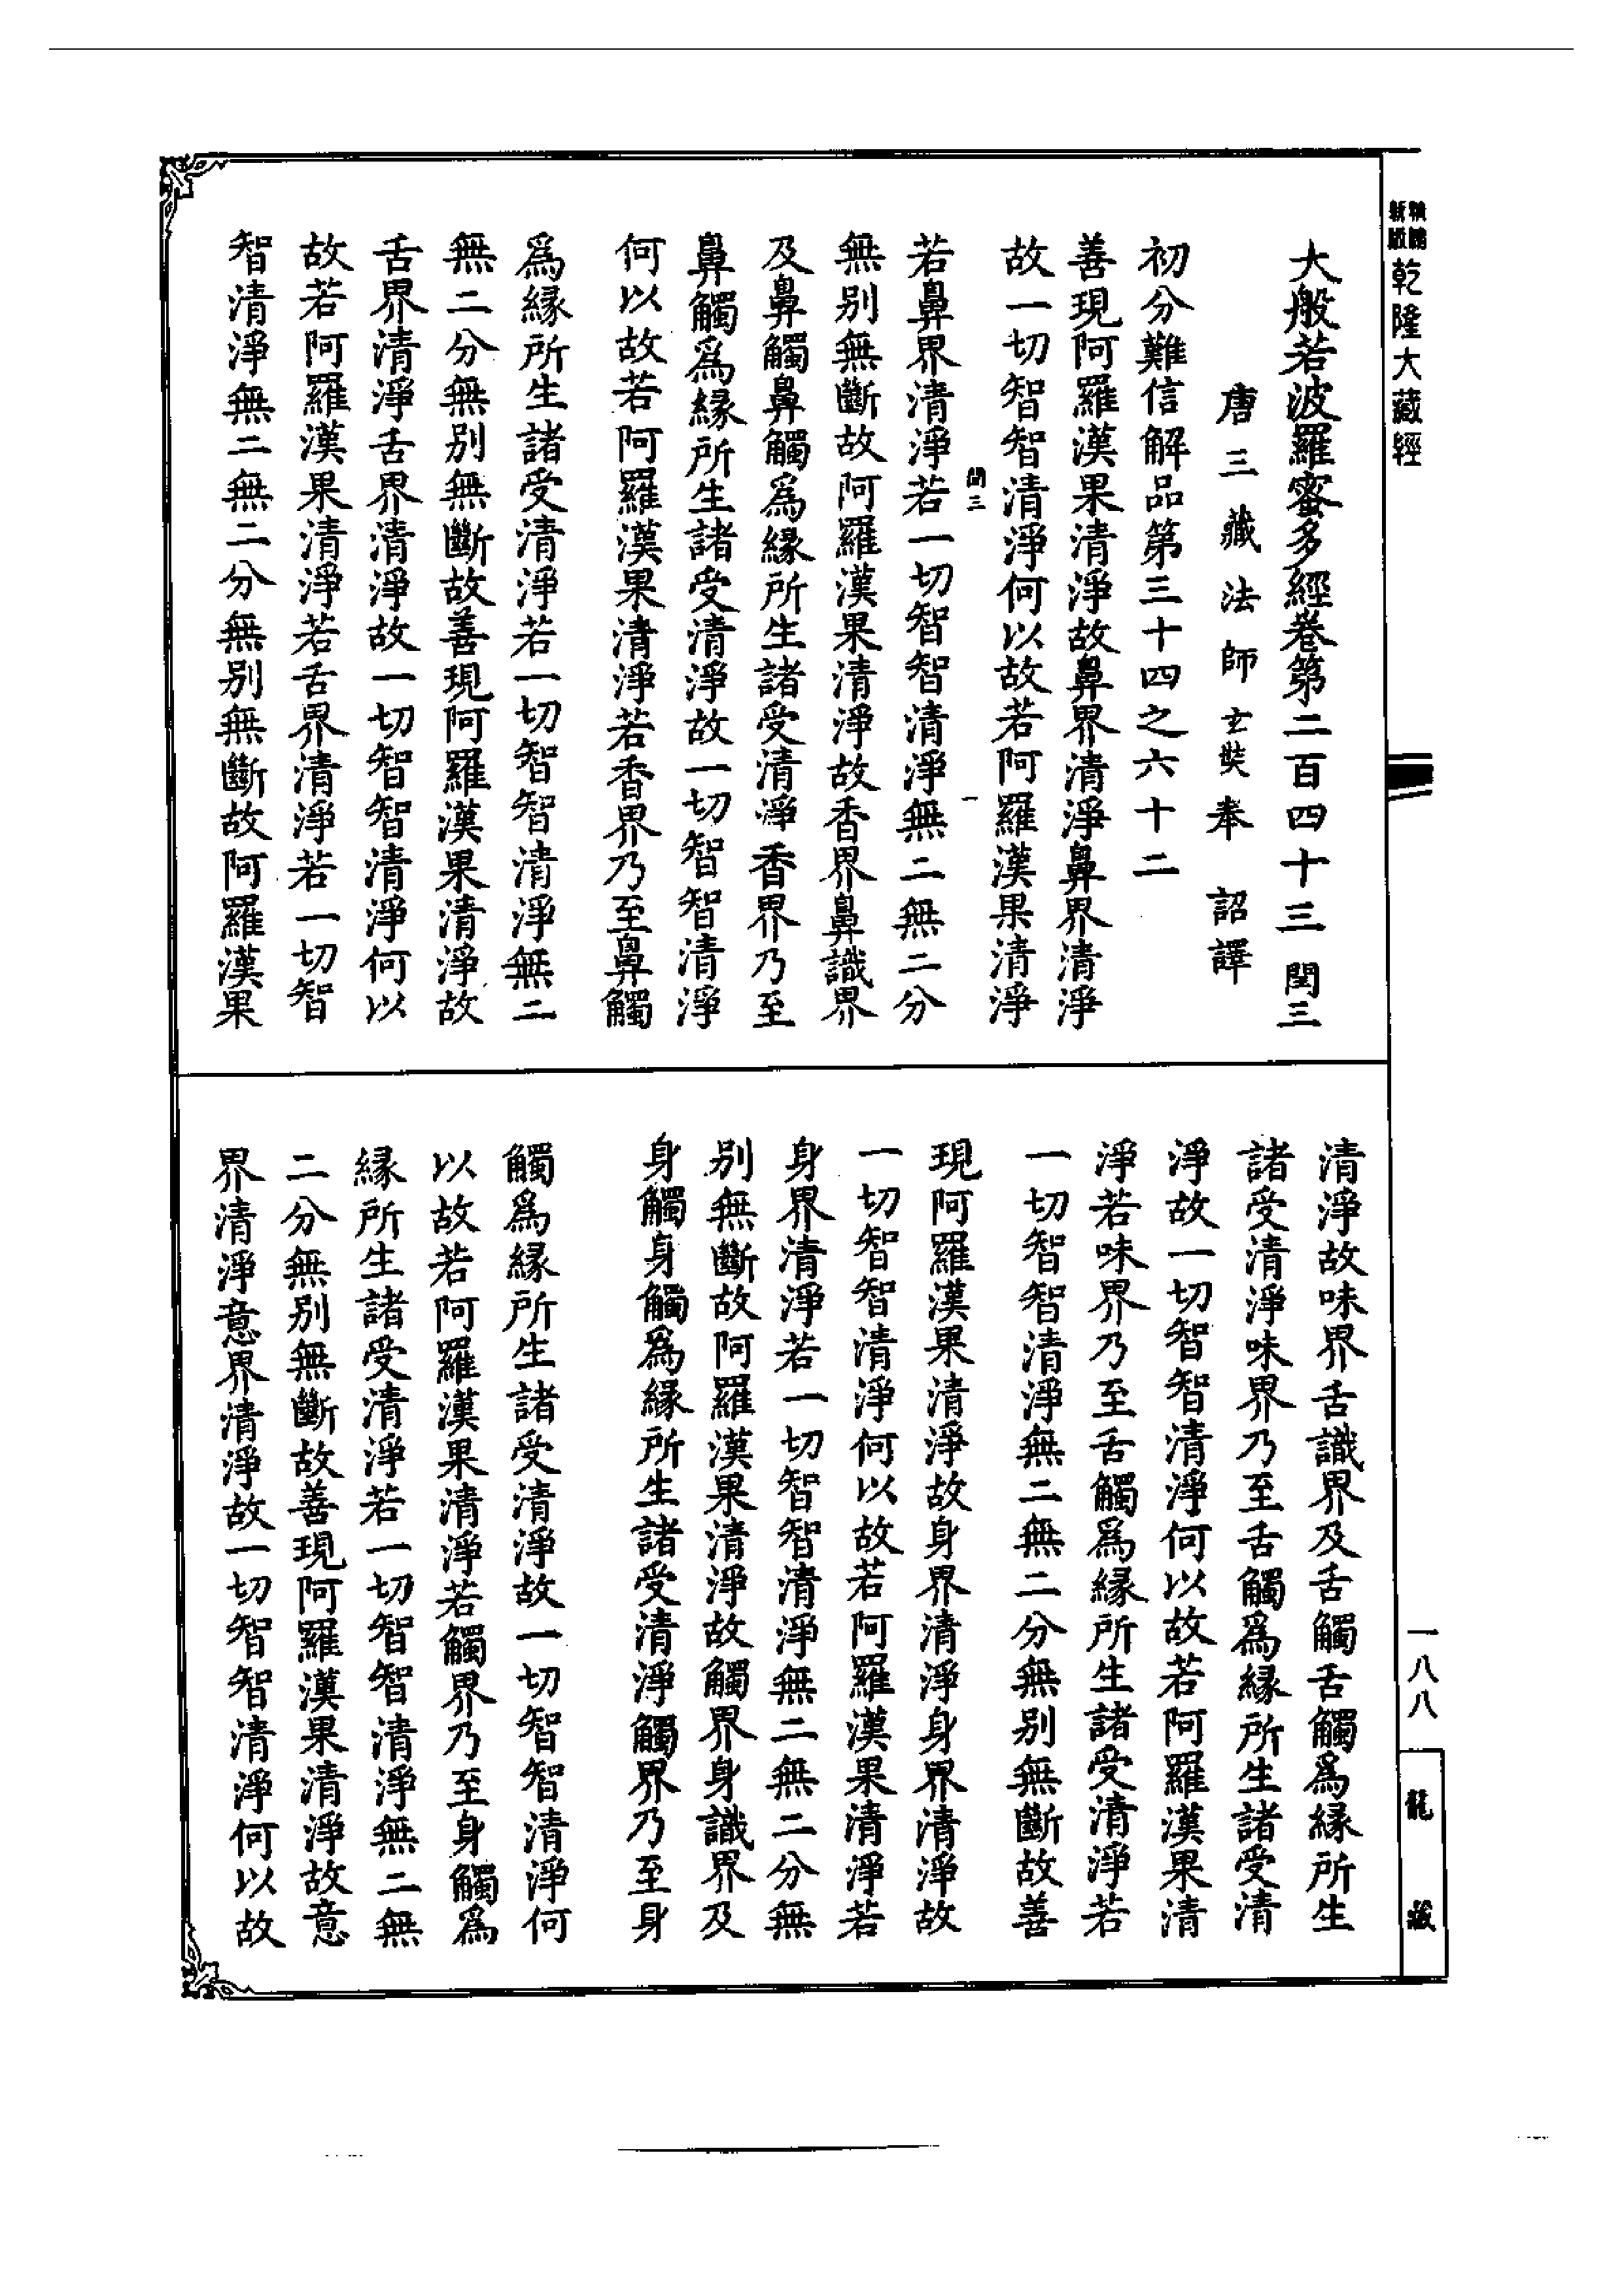 乾隆大藏經
大般若波羅蜜多經卷第二百四十三 閏三
唐三藏法師玄奘奉 詔譯
初分難信解品第三十四之六十二
善現阿羅漢果清淨故鼻界清淨鼻界清淨
故一切智智清淨何以故若阿羅漢果清淨
閏三 一
若鼻界清淨若一切智智清淨無二無二分
無别無斷故阿羅漢果清淨故香界鼻識界
及鼻觸鼻觸爲緣所生諸受清淨香界乃至
鼻觸爲緣所生諸受清淨故一切智智清淨
何以故若阿羅漢果清淨若香界乃至鼻觸
爲緣所生諸受清淨若一切智智清淨無二
無二分無别無斷故善現阿羅漢果清淨故
舌界清淨舌界清淨故一切智智清淨何以
故若阿羅漢果清淨若舌界清淨若一切智
智清淨無二無二分無别無斷故阿羅漢果
清淨故味界舌識界及舌觸舌觸爲緣所生
諸受清淨味界乃至舌觸爲緣所生諸受清
淨故一切智智清淨何以故若阿羅漢果清
淨若味界乃至舌觸爲緣所生諸受清淨若
一切智智清淨無二無二分無别無斷故善
現阿羅漢果清淨故身界清淨身界清淨故
一切智智清淨何以故若阿羅漢果清淨若
身界清淨若一切智智清淨無二無二分無
别無斷故阿羅漢果清淨故觸界身識界及
身觸身觸爲緣所生諸受清淨觸界乃至身
觸爲緣所生諸受清淨故一切智智清淨何
以故若阿羅漢果清淨若觸界乃至身觸爲
緣所生諸受清淨若一切智智清淨無二無
二分無别無斷故善現阿羅漢果清淨故意
界清淨意界清淨故一切智智清淨何以故
一八八
龍藏